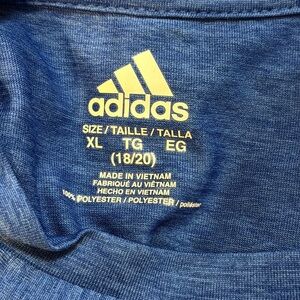 adidas
SIZE / TAILLE / TALLA
XL TG EG
(18/20)
MADE IN VIETNAM
FABRIQUÉ AU VIÊTNAM
HECHO EN VIETNAM
100% POLYESTER / POLYESTER / poliéster